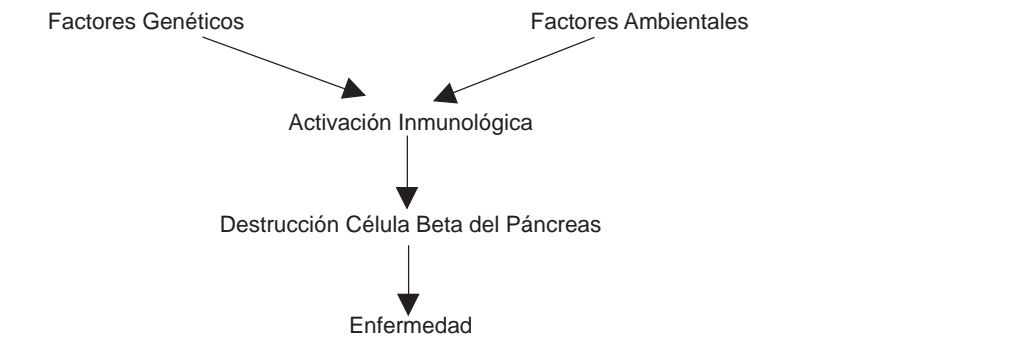 Factores Genéticos
Factores Ambientales
Activación Inmunológica
Destrucción Célula Beta del Páncreas
Enfermedad